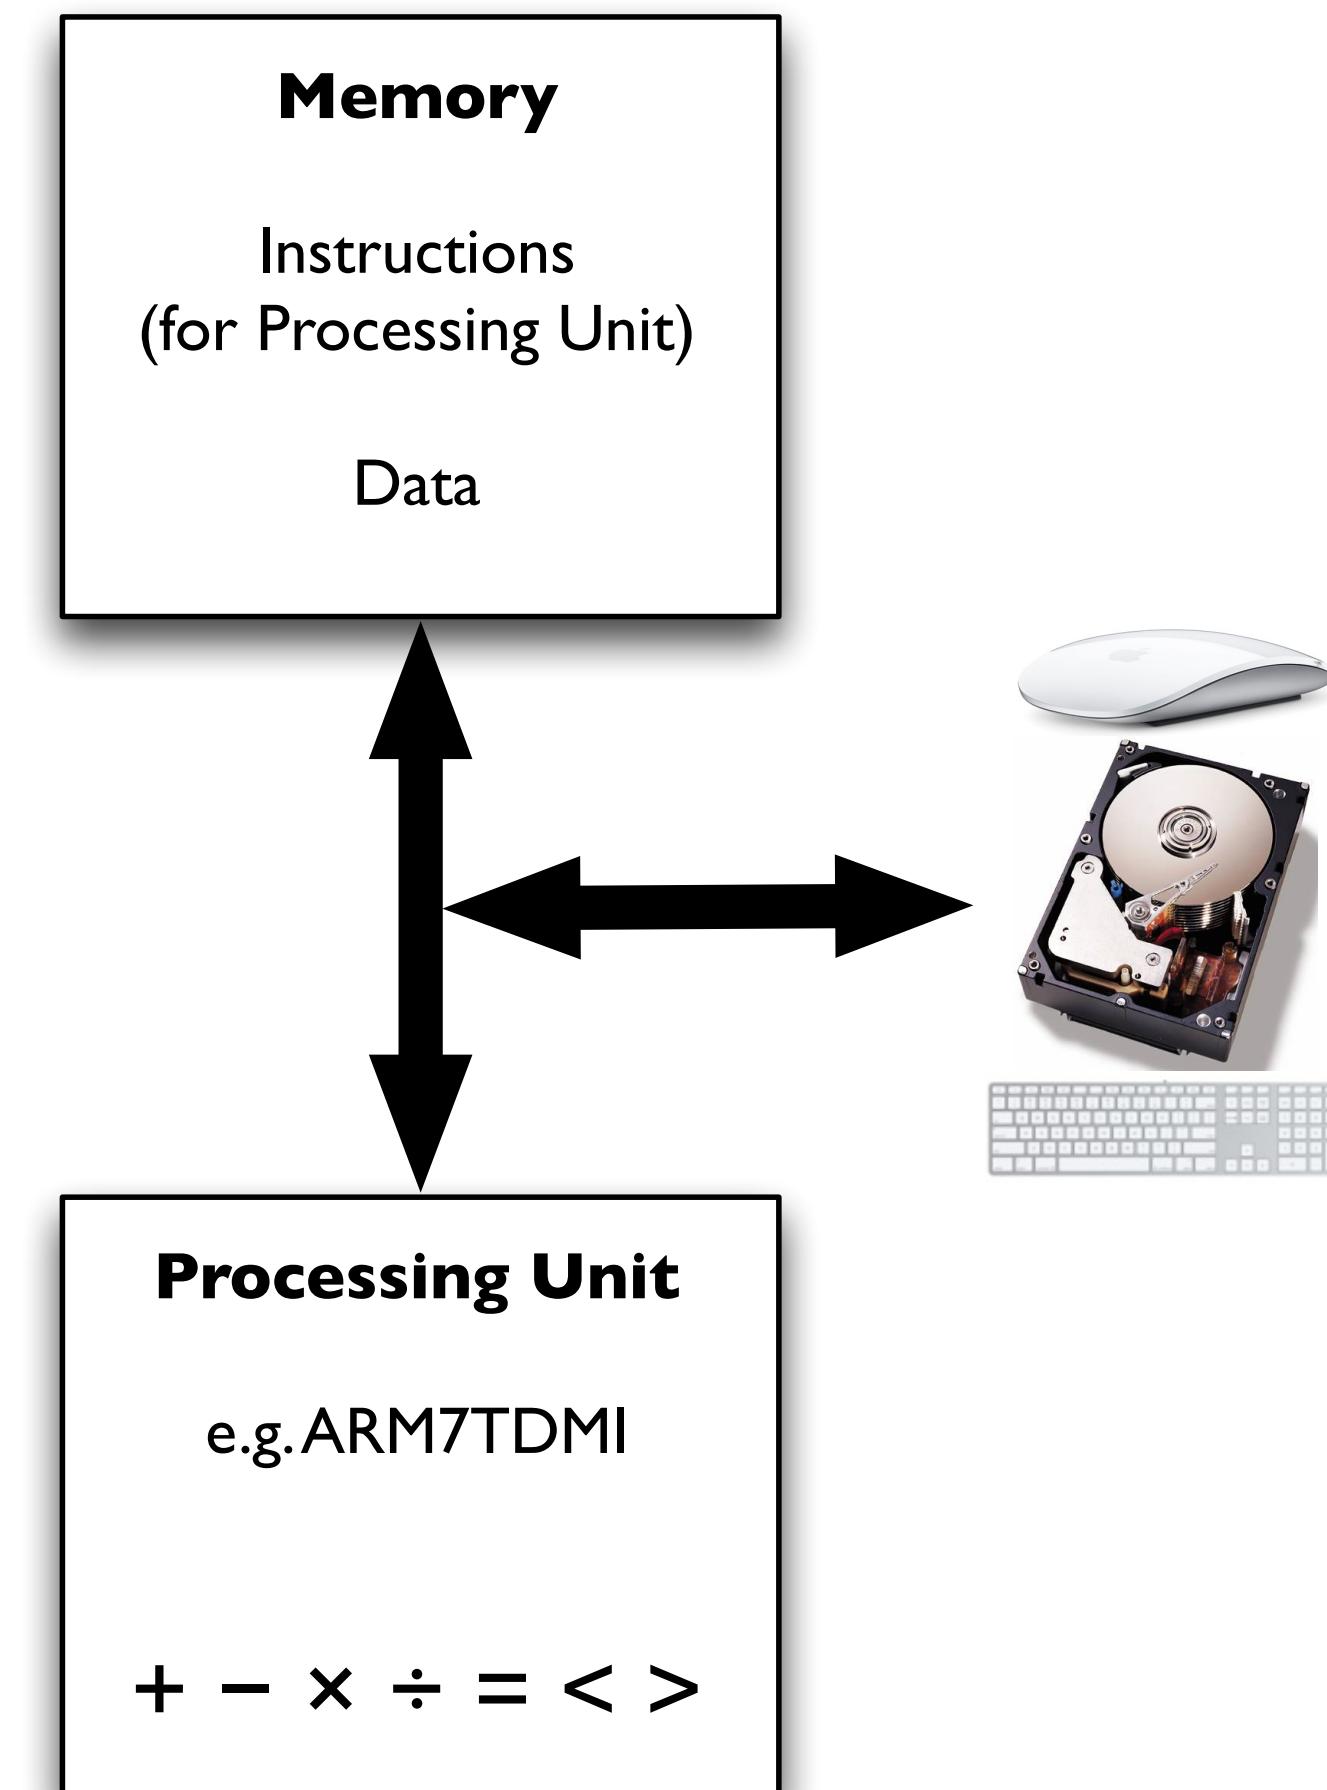 Memory
Instructions
(for Processing Unit)
Data
Processing Unit
e.g. ARM7TDMI
+ − × ÷ = < >